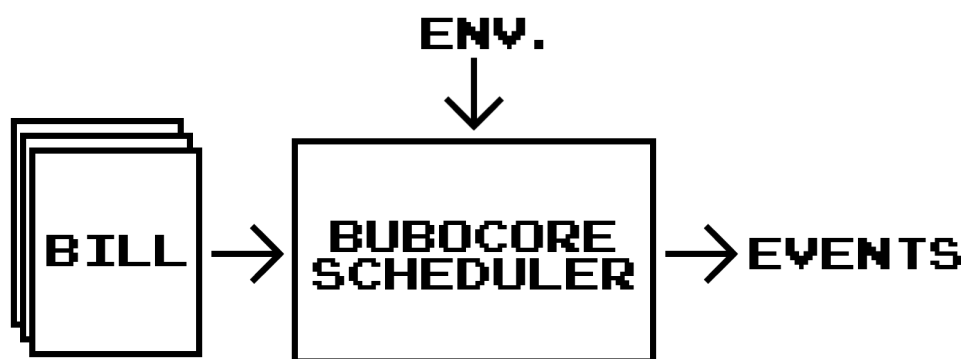 ENV.
BILL
BUBOCORE
SCHEDULER
EVENTS